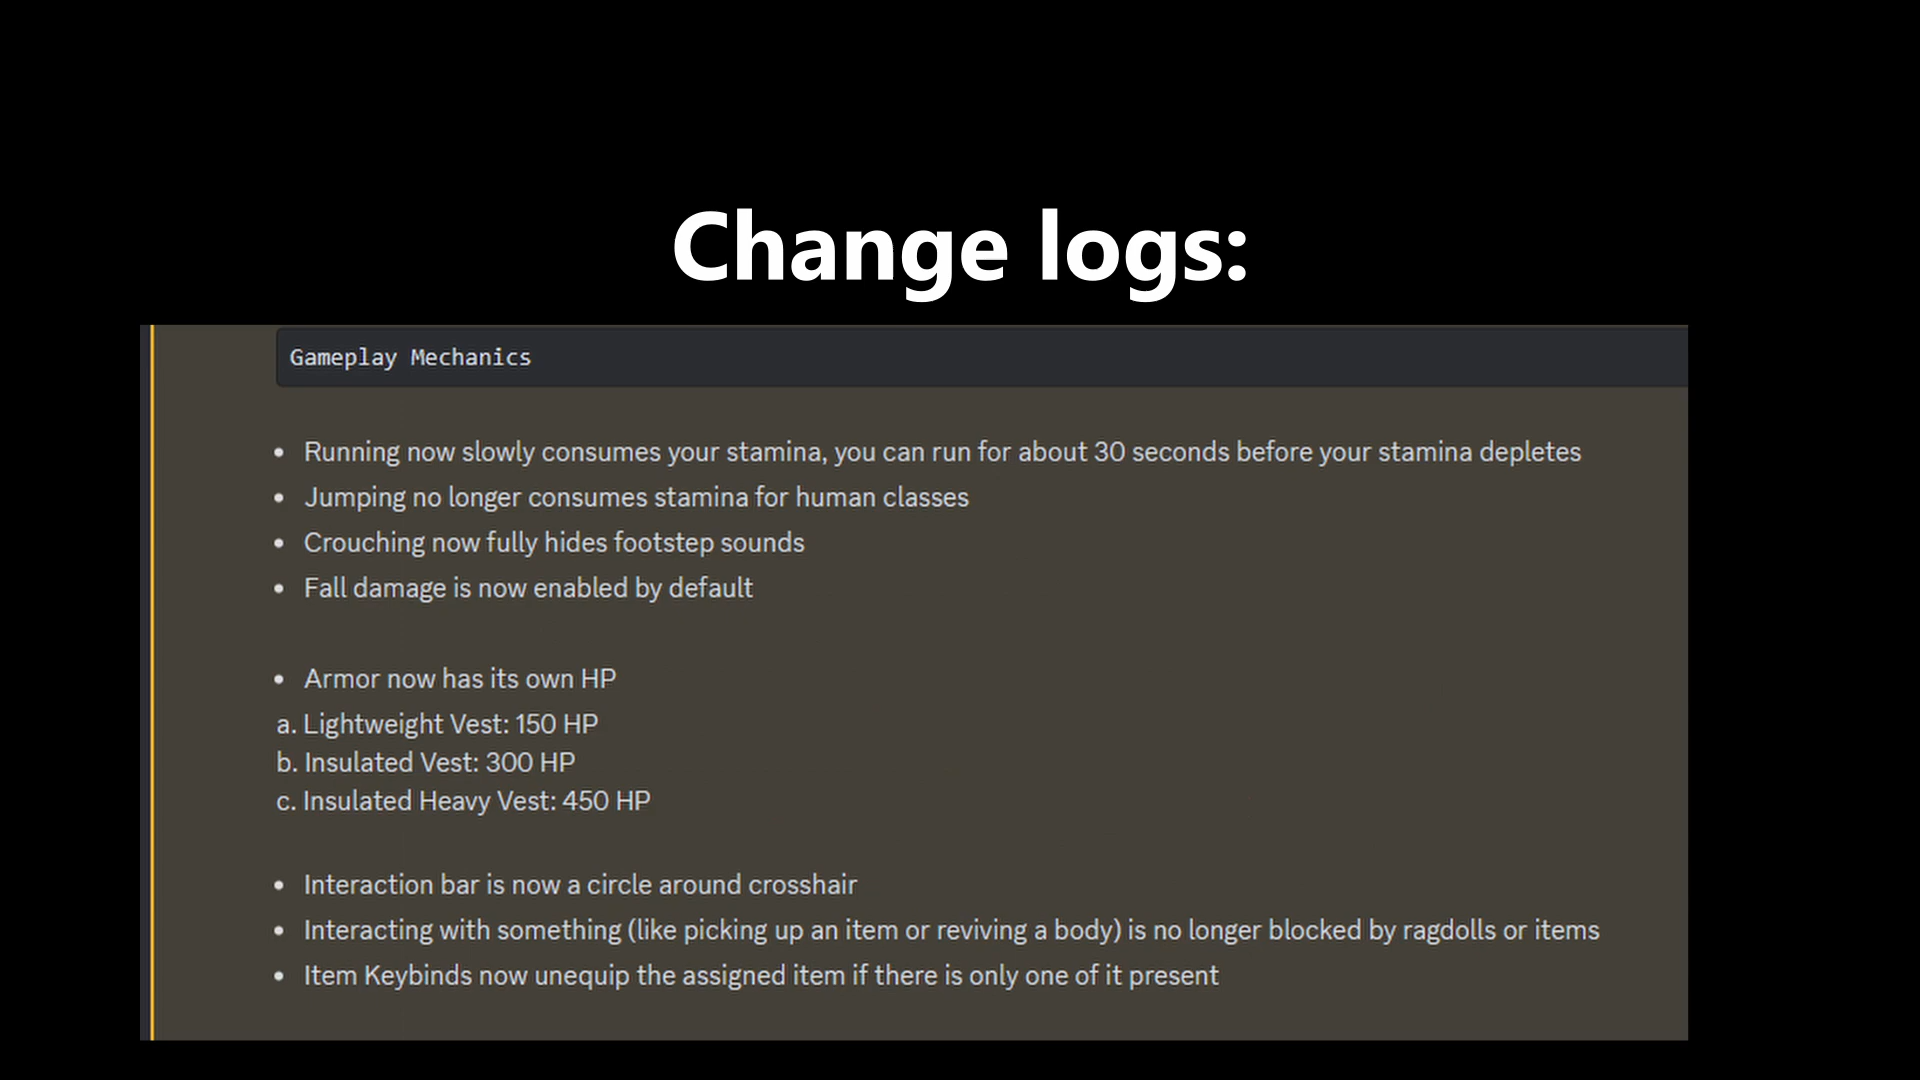 Change logs:
Gameplay Mechanics
• Running now slowly consumes your stamina, you can run for about 30 seconds before your stamina depletes
• Jumping no longer consumes stamina for human classes
• Crouching now fully hides footstep sounds
• Fall damage is now enabled by default
• Armor now has its own HP
a. Lightweight Vest: 150 HP
b. Insulated Vest: 300 HP
c. Insulated Heavy Vest: 450 HP
• Interaction bar is now a circle around crosshair
• Interacting with something (like picking up an item or reviving a body) is no longer blocked by ragdolls or items
• Item Keybinds now unequip the assigned item if there is only one of it present